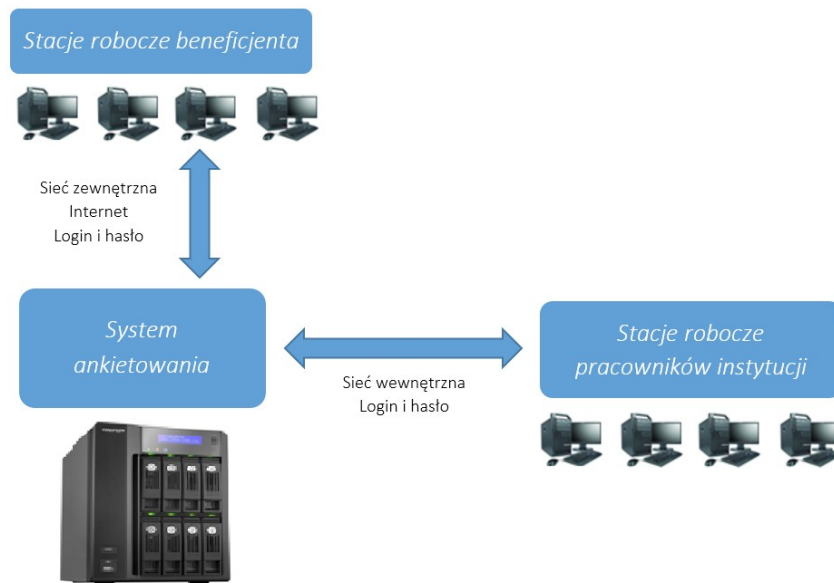 Stacje robocze beneficjenta
Sieć zewnętrzna
Internet
Login i hasło
System
ankietowania
Sieć wewnętrzna
Login i hasło
Stacje robocze
pracowników instytucji